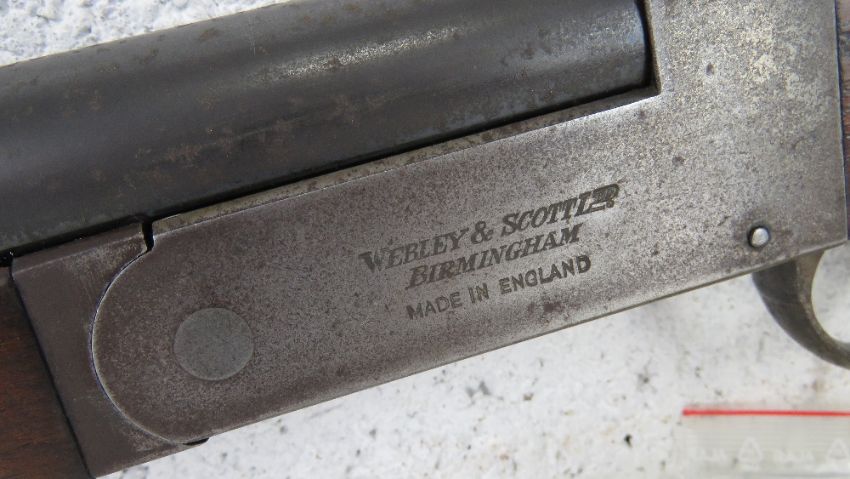 WEBLEY & SCOTT LTD
BIRMINGHAM
MADE IN ENGLAND